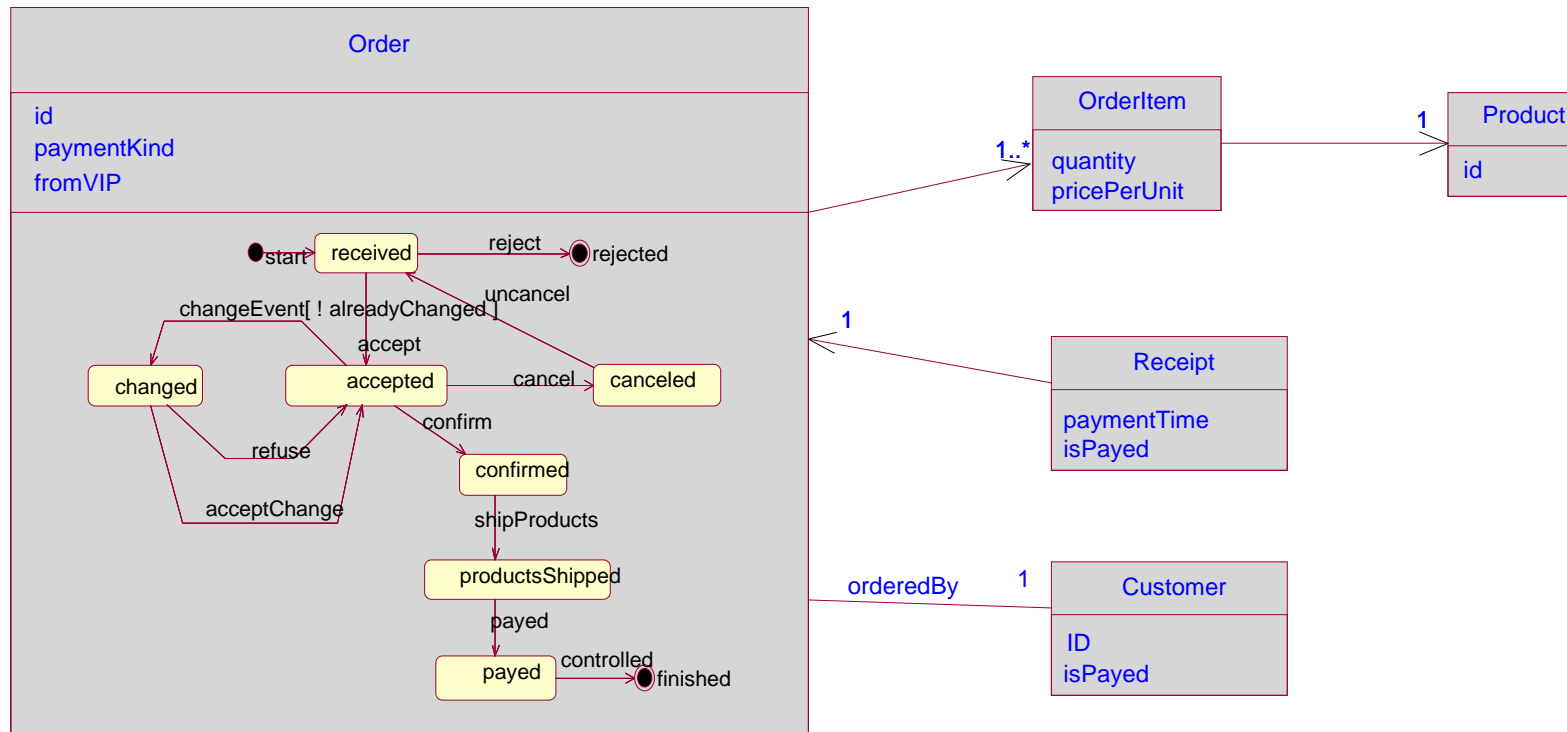 Order
id
paymentKind
fromVIP
start
received
reject
rejected
uncancel
changeEvent[ ! alreadyChanged ]
accept
changed
accepted
cancel
canceled
confirm
refuse
confirmed
acceptChange
shipProducts
productsShipped
payed
payed
controlled
finished
1..*
OrderItem
quantity
pricePerUnit
1
Product
id
1
Receipt
paymentTime
isPayed
orderedBy
1
Customer
ID
isPayed